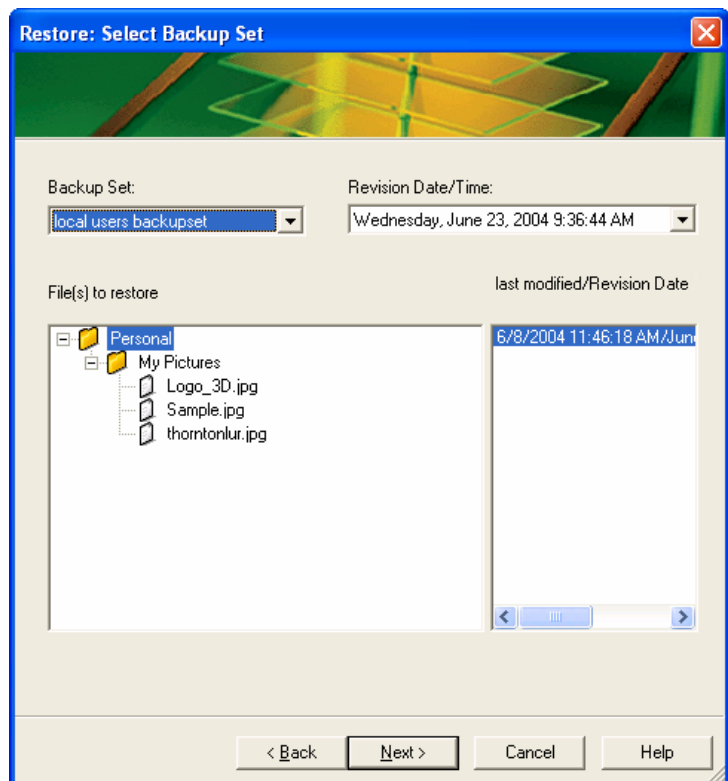 Restore: Select Backup Set
Backup Set:
Revision Date/Time:
local users backupset
Wednesday, June 23, 2004 9:36:44 AM
File(s) to restore
last modified/Revision Date
Personal
6/8/2004 11:46:18 AM/June
My Pictures
Logo_3D.jpg
Sample.jpg
thorntonlur.jpg
< Back
Next >
Cancel
Help